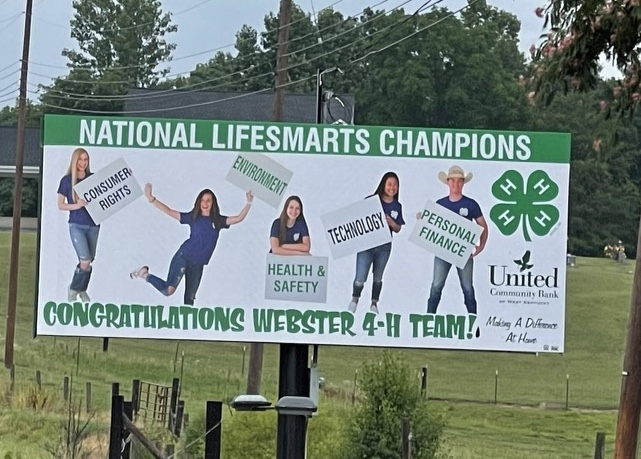 NATIONAL LIFESMARTS CHAMPIONS
CONSUMER
RIGHTS
ENVIRONMENT
HEALTH &
SAFETY
TECHNOLOGY
PERSONAL
FINANCE
H H
H H
United
Community Bank
OF WEST KENTUCKY
Making A Difference
At Home
CONGRATULATIONS WEBSTER 4-H TEAM!